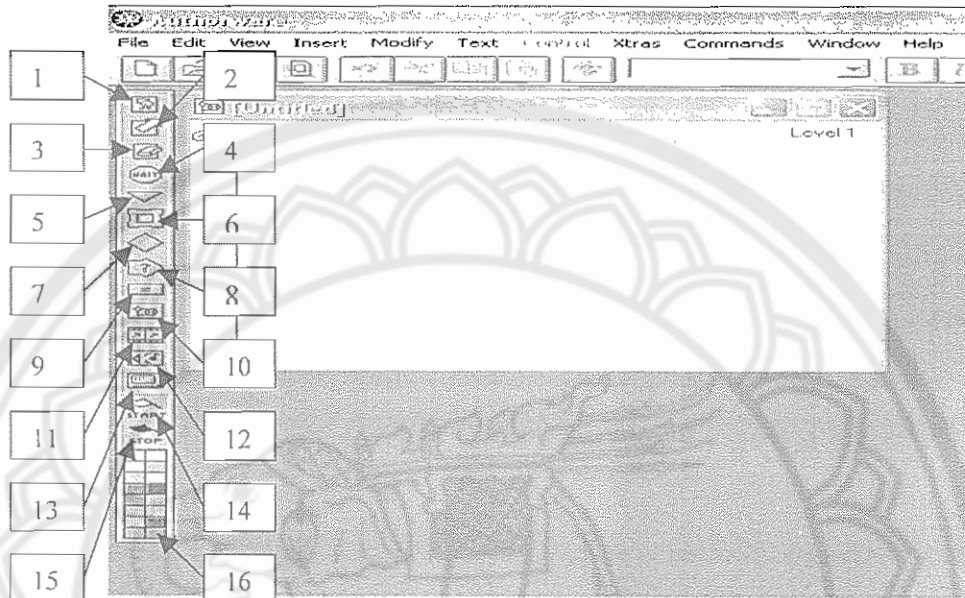 Authorware
File Edit View Insert Modify Text Control Xtras Commands Window Help
B I
1
2
[Untitled]
Level 1
3
4
WAIT
5
6
7
8
?
=
9
10
11
12
START
STOP
13
14
15
16